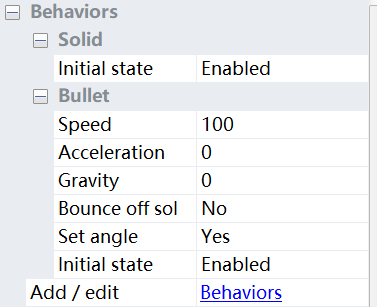 Behaviors
Solid
Initial state Enabled
Bullet
Speed 100
Acceleration 0
Gravity 0
Bounce off sol No
Set angle Yes
Initial state Enabled
Add / edit Behaviors